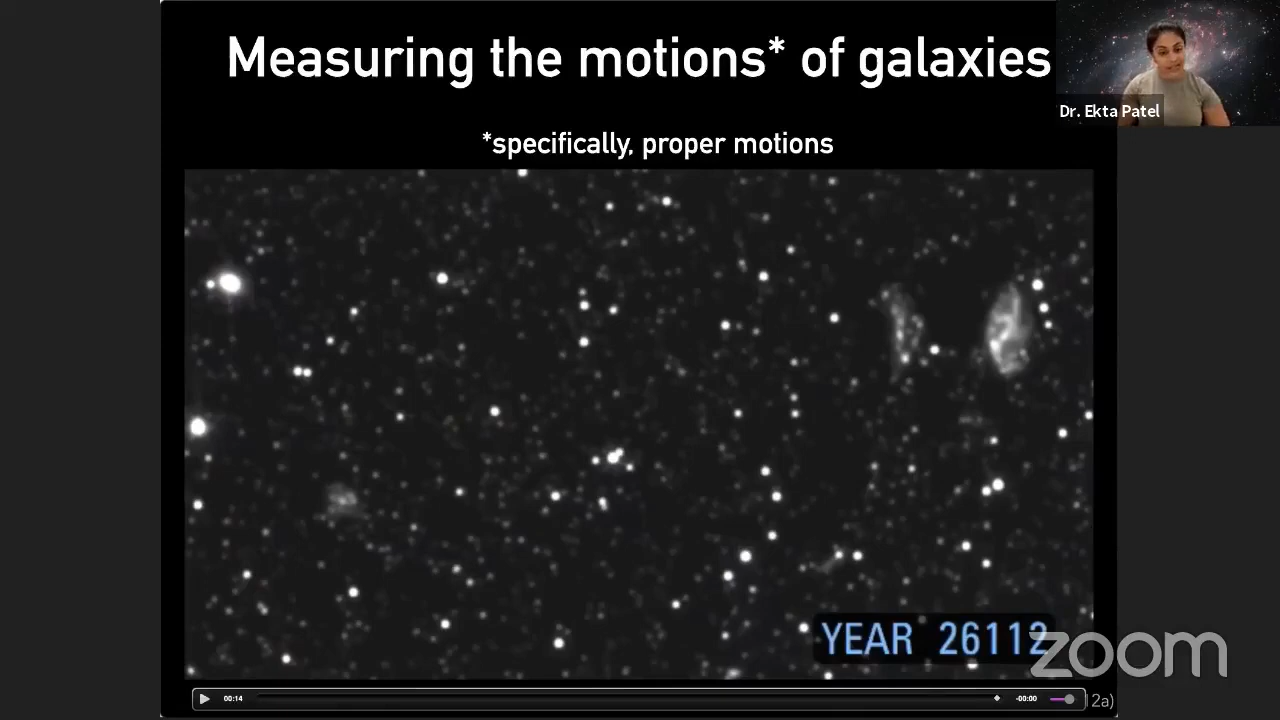 Measuring the motions* of galaxies
Dr. Ekta Patel
*specifically, proper motions
YEAR 26112
zoom
00:14
-00:00
2a)